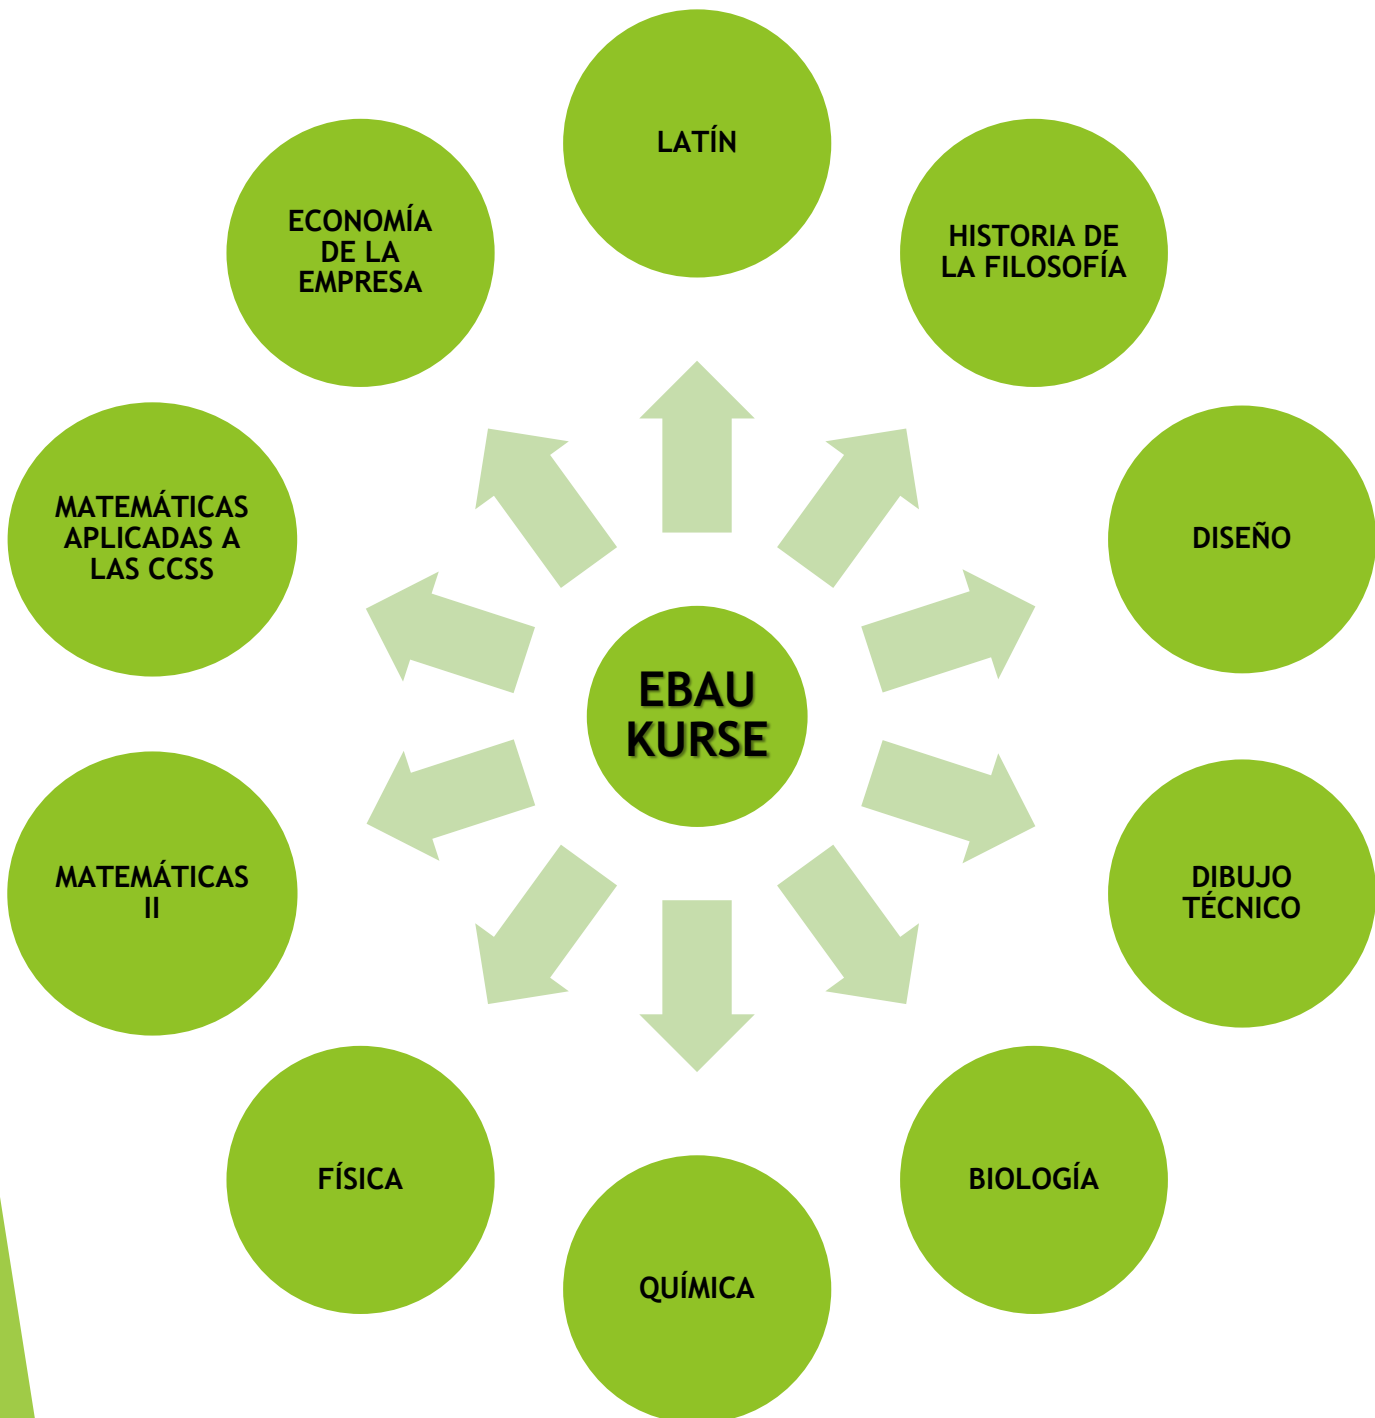 LATÍN
HISTORIA DE
LA FILOSOFÍA
DISEÑO
DIBUJO
TÉCNICO
BIOLOGÍA
QUÍMICA
FÍSICA
MATEMÁTICAS
II
MATEMÁTICAS
APLICADAS A
LAS CCSS
ECONOMÍA
DE LA
EMPRESA
EBAU
KURSE